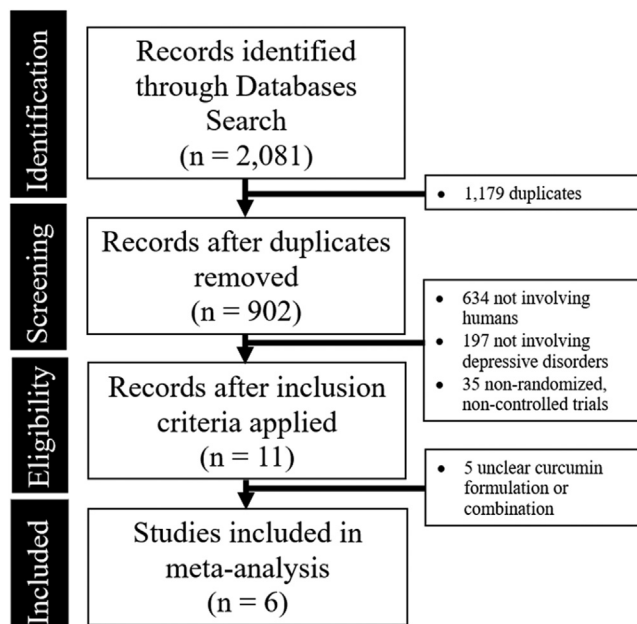 Identification
Records identified
through Databases
Search
(n = 2,081)
• 1,179 duplicates
Screening
Records after duplicates
removed
(n = 902)
• 634 not involving
humans
• 197 not involving
depressive disorders
• 35 non-randomized,
non-controlled trials
Eligibility
Records after inclusion
criteria applied
(n = 11)
• 5 unclear curcumin
formulation or
combination
Included
Studies included in
meta-analysis
(n = 6)